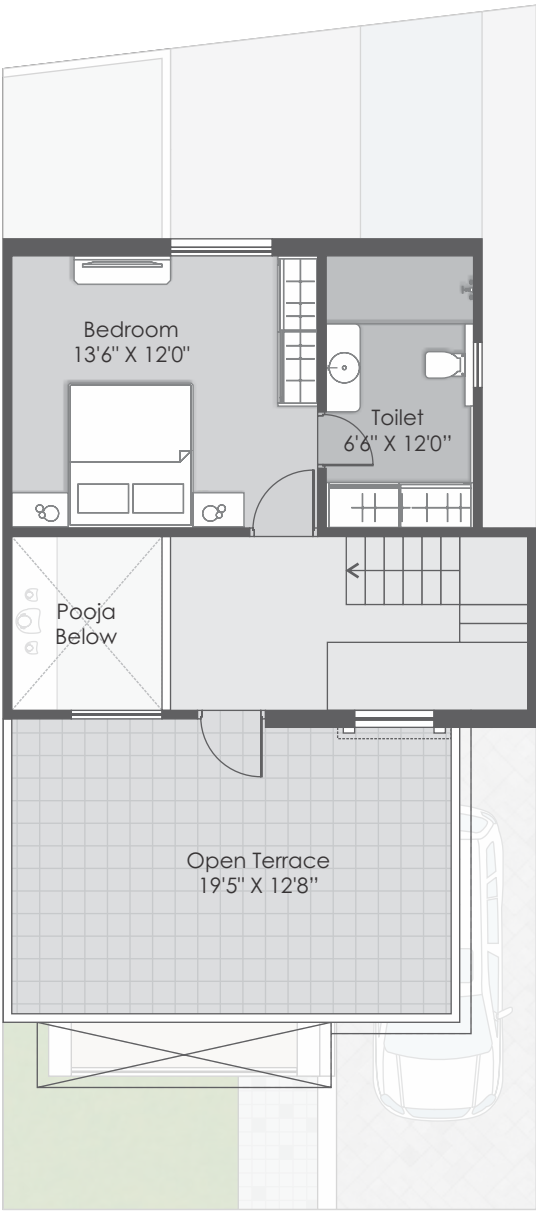 Bedroom
13'6" X 12'0"
Toilet
6'6" X 12'0”
Pooja
Below
Open Terrace
19'5" X 12'8”